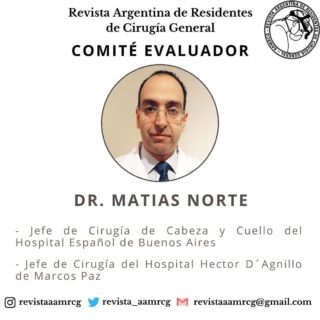 Revista Argentina de Residentes
de Cirugía General
COMITÉ EVALUADOR
DR. MATIAS NORTE
- Jefe de Cirugía de Cabeza y Cuello del
Hospital Español de Buenos Aires
- Jefe de Cirugía del Hospital Hector D´Agnillo
de Marcos Paz
revistaaamrcg revista_aamrcg revistaaamrcg@gmail.com